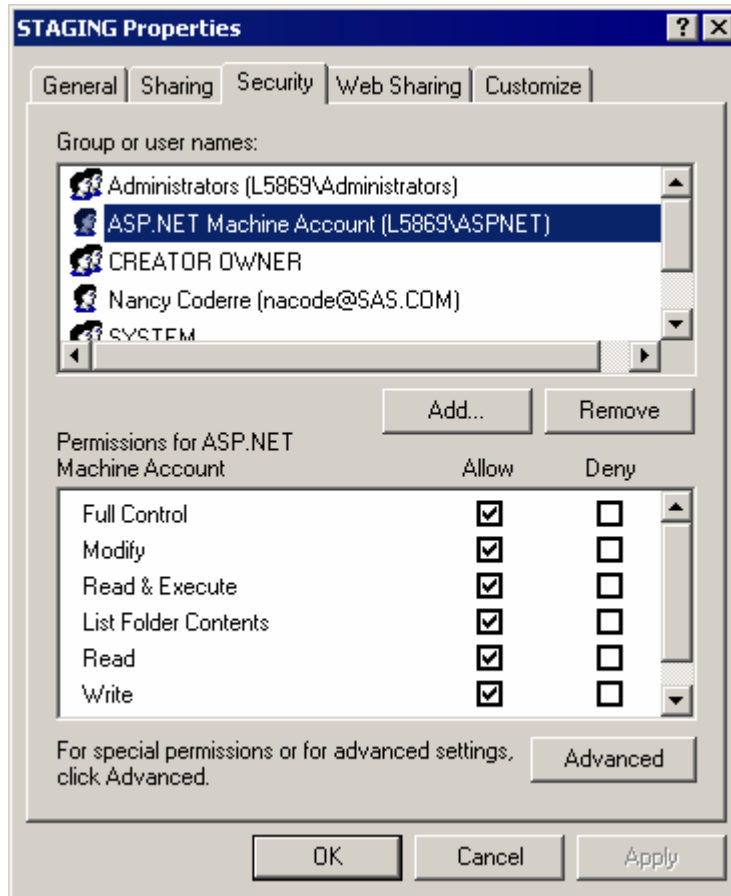 STAGING Properties
General Sharing Security Web Sharing Customize
Group or user names:
Administrators (L5869\Administrators)
ASP.NET Machine Account (L5869\ASPNET)
CREATOR OWNER
Nancy Coderre (nacode@SAS.COM)
SYSTEM
Add... Remove
Permissions for ASP.NET
Machine Account Allow Deny
Full Control
Modify
Read & Execute
List Folder Contents
Read
Write
For special permissions or for advanced settings,
click Advanced.
Advanced
OK Cancel Apply